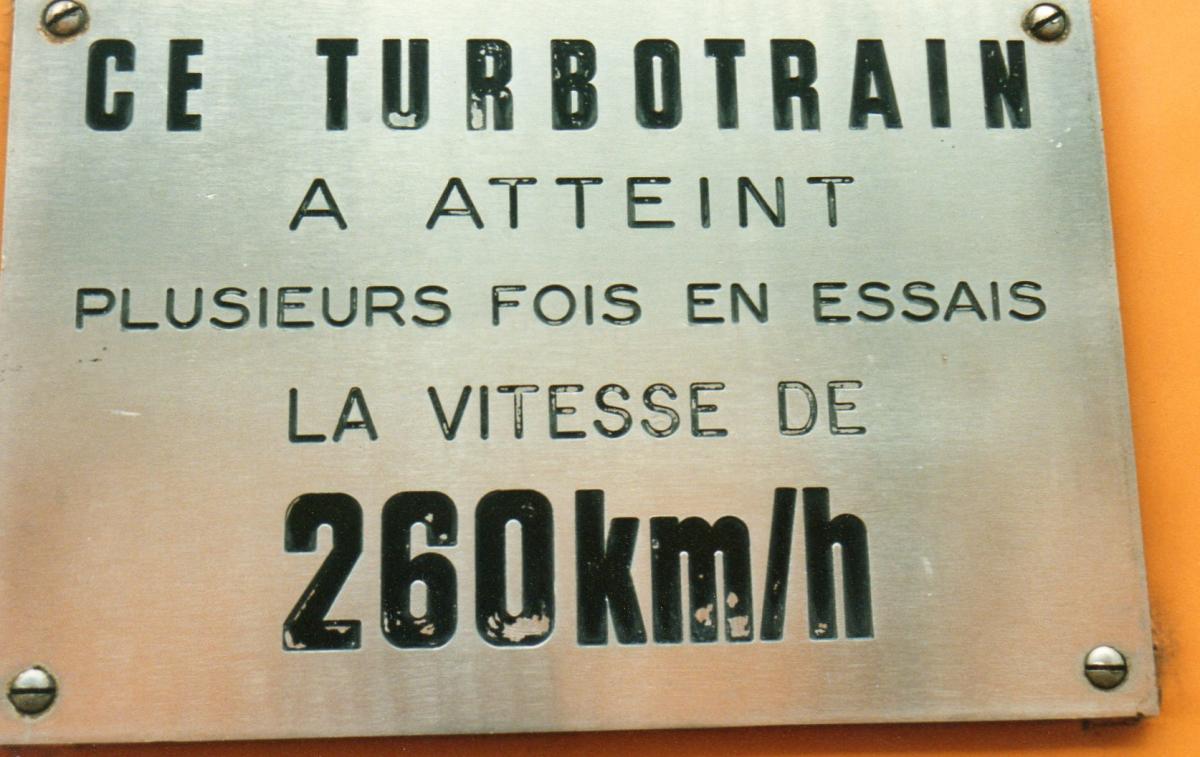 CE TURBOTRAIN
A ATTEINT
PLUSIEURS FOIS EN ESSAIS
LA VITESSE DE
260km/h